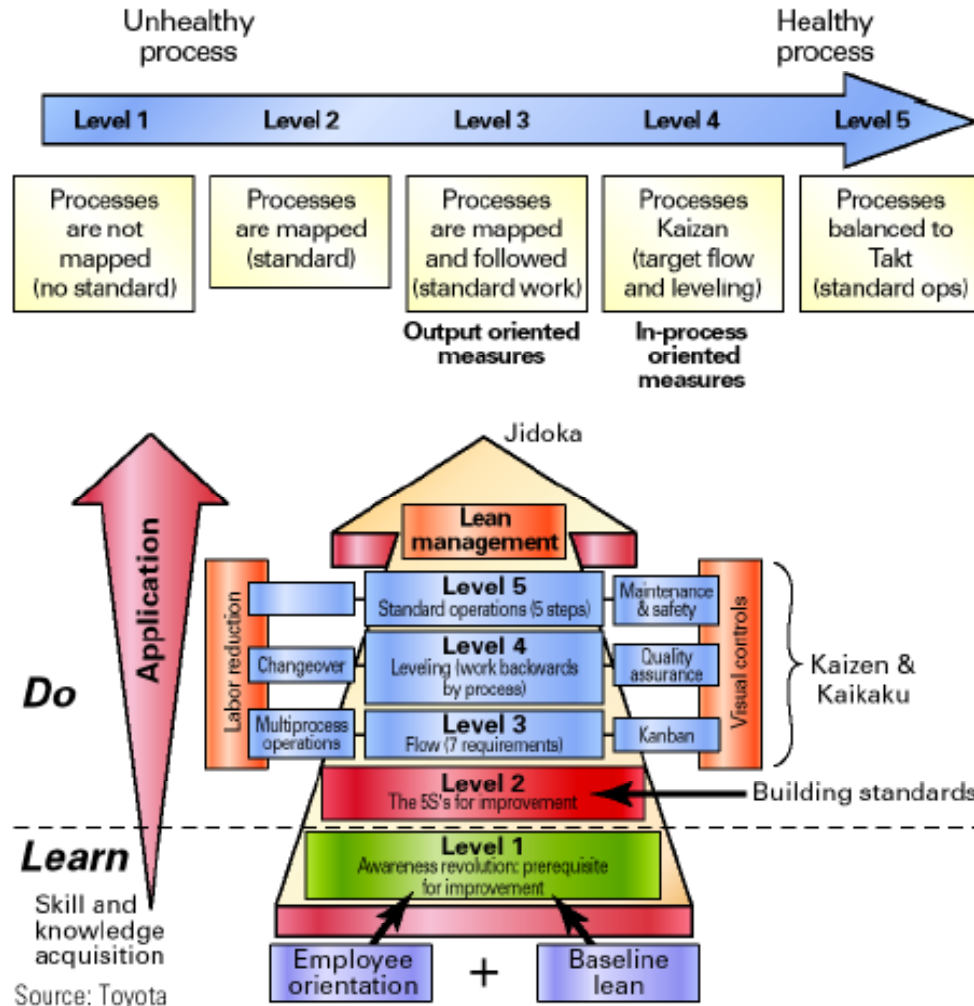 Unhealthy
process
Healthy
process
Level 1
Level 2
Level 3
Level 4
Level 5
Processes
are not
mapped
(no standard)
Processes
are mapped
(standard)
Processes
are mapped
and followed
(standard work)
Processes
Kaizan
(target flow
and leveling)
Processes
balanced to
Takt
(standard ops)
Output oriented
measures
In-process
oriented
measures
Jidoka
Application
Do
Lean
management
Labor reduction
Level 5
Standard operations (5 steps)
Maintenance
& safety
Changeover
Level 4
Leveling (work backwards
by process)
Quality
assurance
Multiprocess
operations
Level 3
Flow (7 requirements)
Kanban
Visual controls
Kaizen &
Kaikaku
Level 2
The 5S's for improvement
Building standards
Learn
Level 1
Awareness revolution: prerequisite
for improvement
Skill and
knowledge
acquisition
Employee
orientation
+
Baseline
lean
Source: Toyota